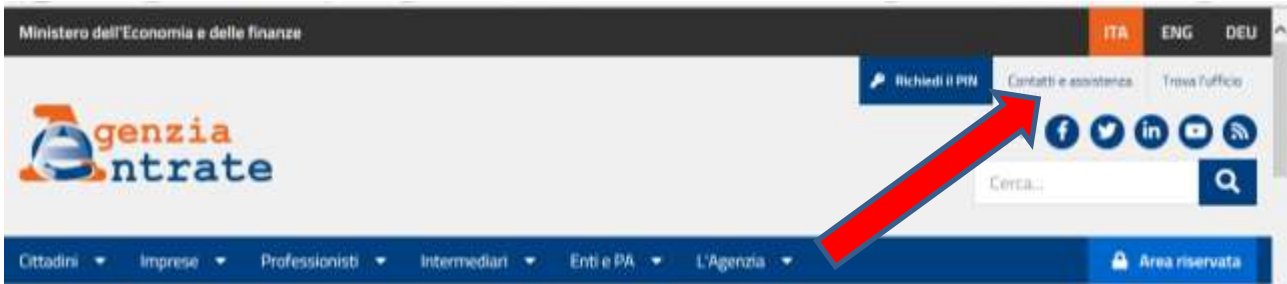 Ministero dell'Economia e delle finanze
ITA ENG DEU
Richiedi il PIN Contatti e assistenza Trova l'ufficio
Agenzia
Entrate
Cerca...
Cittadini Imprese Professionisti Intermediari Enti e PA L'Agenzia Area riservata